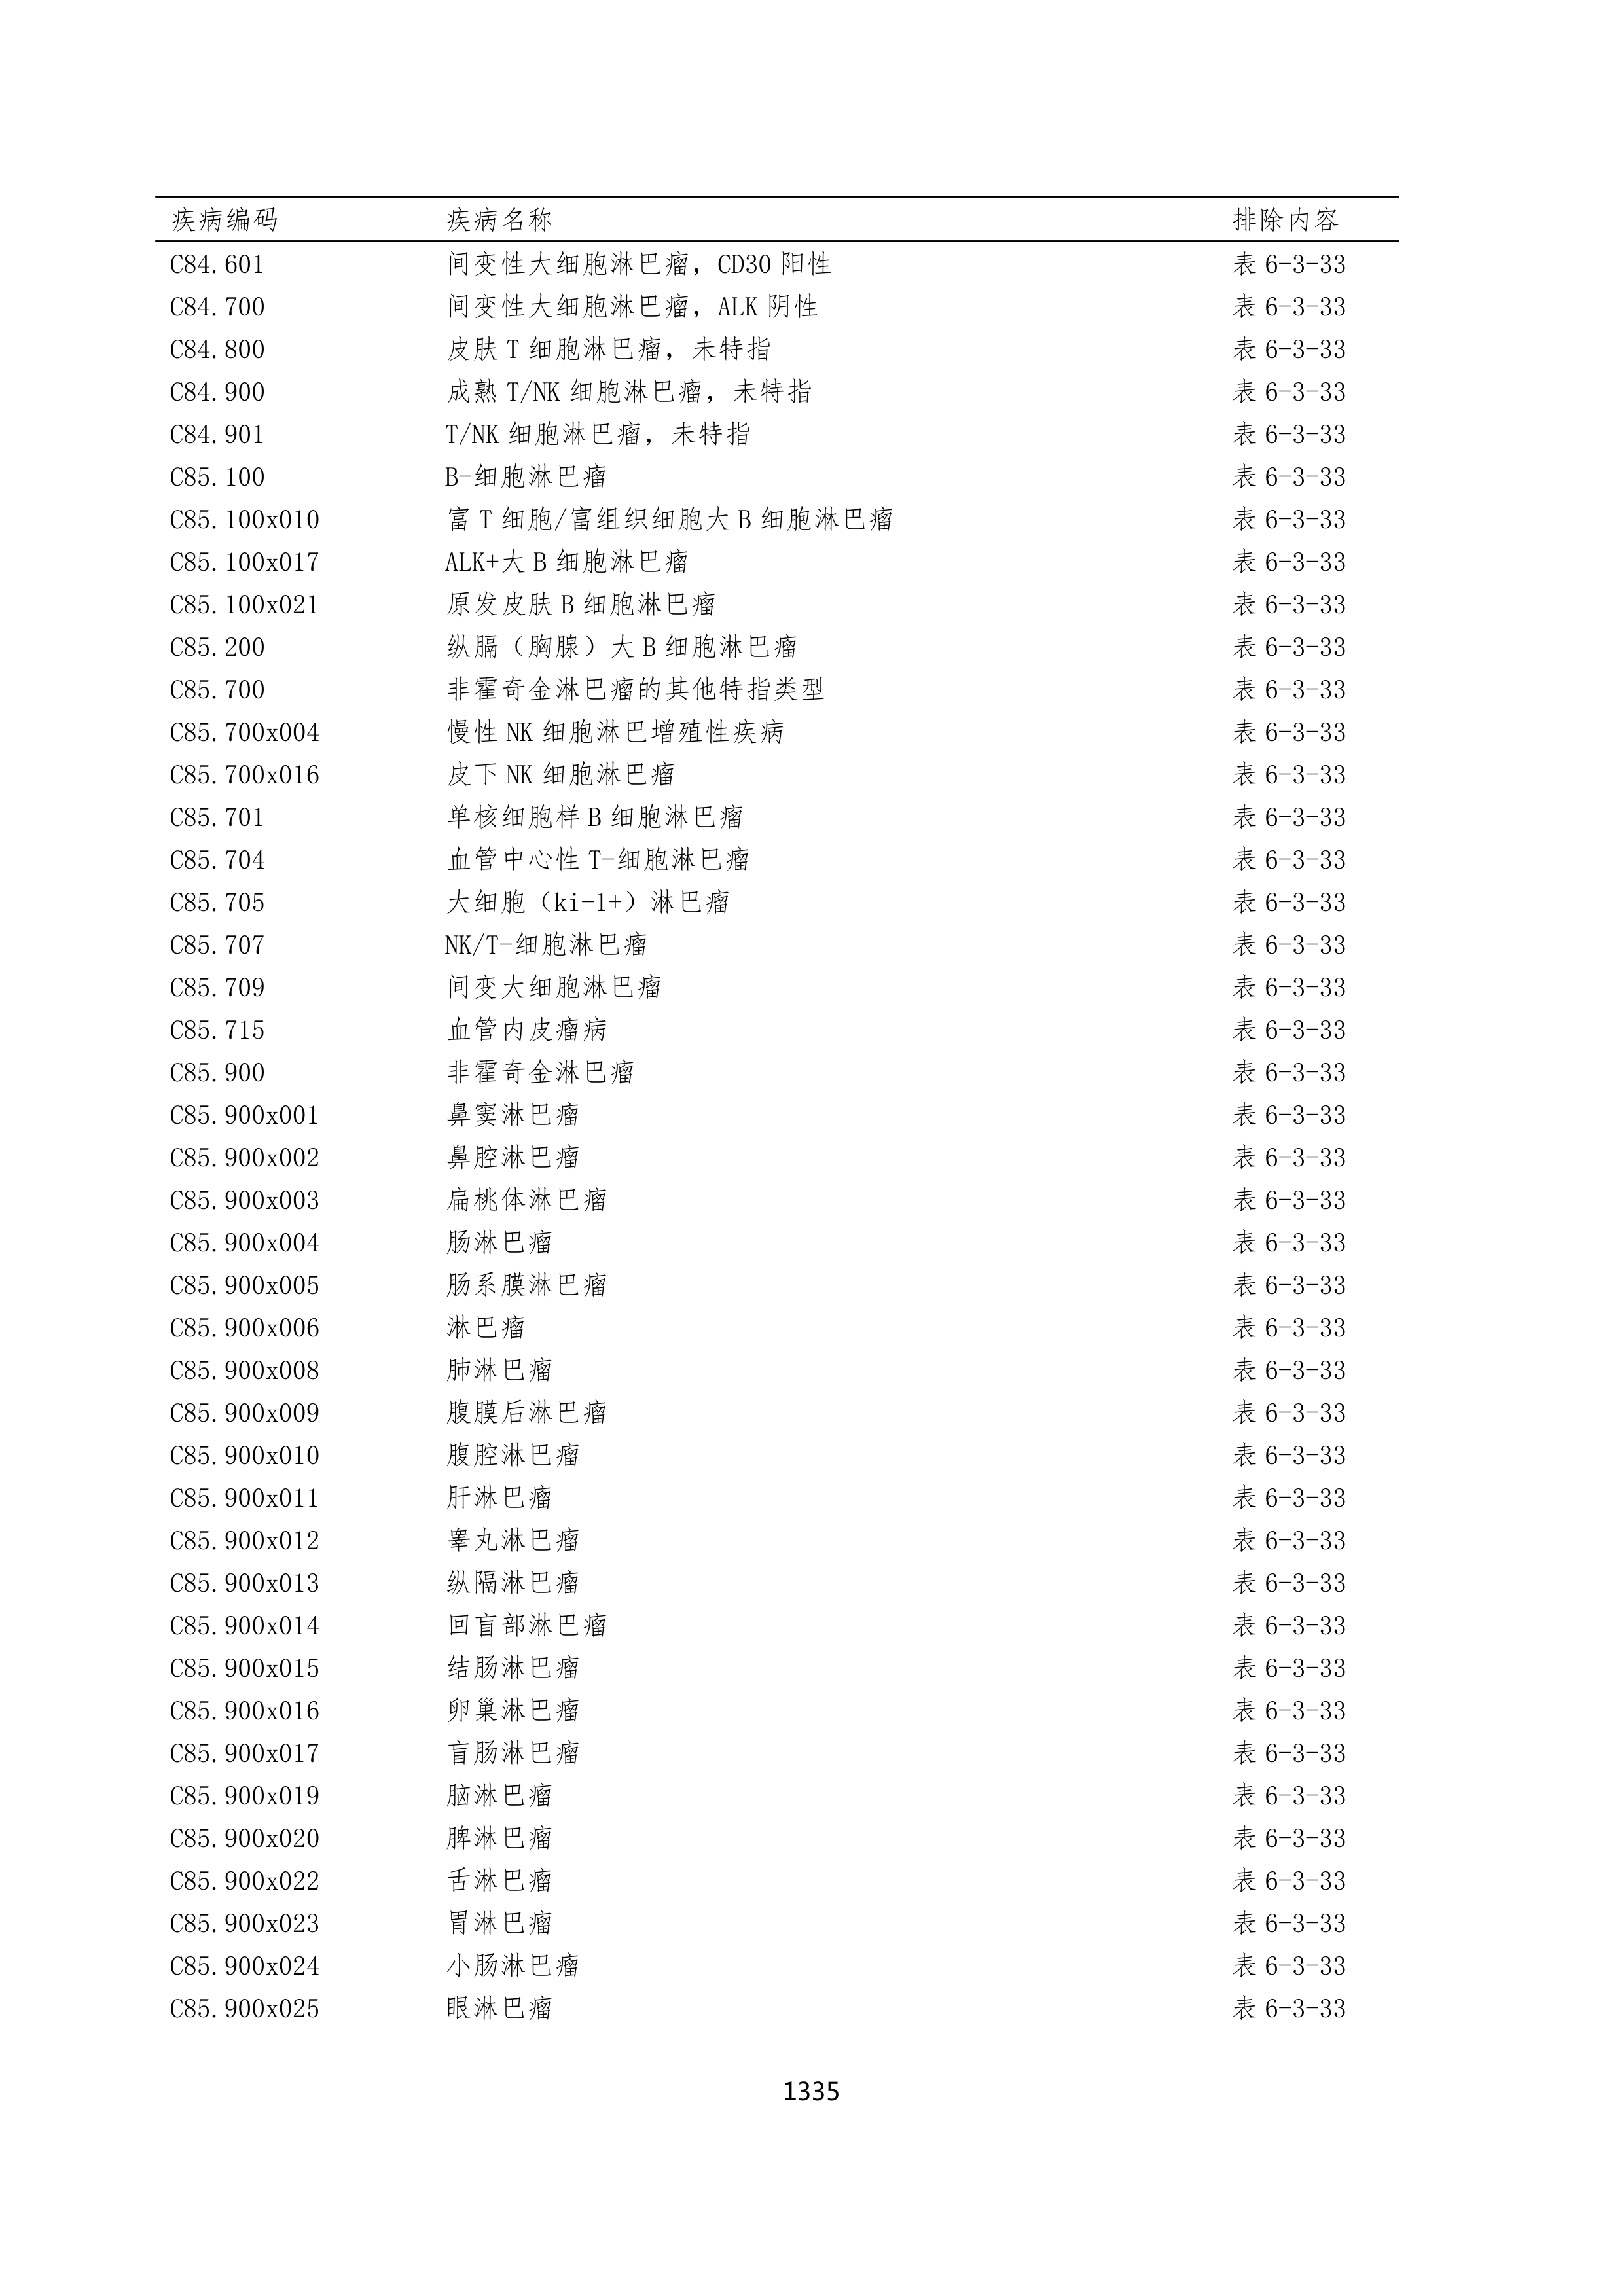 疾病编码 疾病名称 排除内容
C84.601 间变性大细胞淋巴瘤，CD30 阳性 表 6-3-33
C84.700 间变性大细胞淋巴瘤，ALK 阴性 表 6-3-33
C84.800 皮肤 T 细胞淋巴瘤，未特指 表 6-3-33
C84.900 成熟 T/NK 细胞淋巴瘤，未特指 表 6-3-33
C84.901 T/NK 细胞淋巴瘤，未特指 表 6-3-33
C85.100 B-细胞淋巴瘤 表 6-3-33
C85.100x010 富 T 细胞/富组织细胞大 B 细胞淋巴瘤 表 6-3-33
C85.100x017 ALK+大 B 细胞淋巴瘤 表 6-3-33
C85.100x021 原发皮肤 B 细胞淋巴瘤 表 6-3-33
C85.200 纵膈（胸腺）大 B 细胞淋巴瘤 表 6-3-33
C85.700 非霍奇金淋巴瘤的其他特指类型 表 6-3-33
C85.700x004 慢性 NK 细胞淋巴增殖性疾病 表 6-3-33
C85.700x016 皮下 NK 细胞淋巴瘤 表 6-3-33
C85.701 单核细胞样 B 细胞淋巴瘤 表 6-3-33
C85.704 血管中心性 T-细胞淋巴瘤 表 6-3-33
C85.705 大细胞（ki-1+）淋巴瘤 表 6-3-33
C85.707 NK/T-细胞淋巴瘤 表 6-3-33
C85.709 间变大细胞淋巴瘤 表 6-3-33
C85.715 血管内皮瘤病 表 6-3-33
C85.900 非霍奇金淋巴瘤 表 6-3-33
C85.900x001 鼻窦淋巴瘤 表 6-3-33
C85.900x002 鼻腔淋巴瘤 表 6-3-33
C85.900x003 扁桃体淋巴瘤 表 6-3-33
C85.900x004 肠淋巴瘤 表 6-3-33
C85.900x005 肠系膜淋巴瘤 表 6-3-33
C85.900x006 淋巴瘤 表 6-3-33
C85.900x008 肺淋巴瘤 表 6-3-33
C85.900x009 腹膜后淋巴瘤 表 6-3-33
C85.900x010 腹腔淋巴瘤 表 6-3-33
C85.900x011 肝淋巴瘤 表 6-3-33
C85.900x012 睾丸淋巴瘤 表 6-3-33
C85.900x013 纵隔淋巴瘤 表 6-3-33
C85.900x014 回盲部淋巴瘤 表 6-3-33
C85.900x015 结肠淋巴瘤 表 6-3-33
C85.900x016 卵巢淋巴瘤 表 6-3-33
C85.900x017 盲肠淋巴瘤 表 6-3-33
C85.900x019 脑淋巴瘤 表 6-3-33
C85.900x020 脾淋巴瘤 表 6-3-33
C85.900x022 舌淋巴瘤 表 6-3-33
C85.900x023 胃淋巴瘤 表 6-3-33
C85.900x024 小肠淋巴瘤 表 6-3-33
C85.900x025 眼淋巴瘤 表 6-3-33
1335